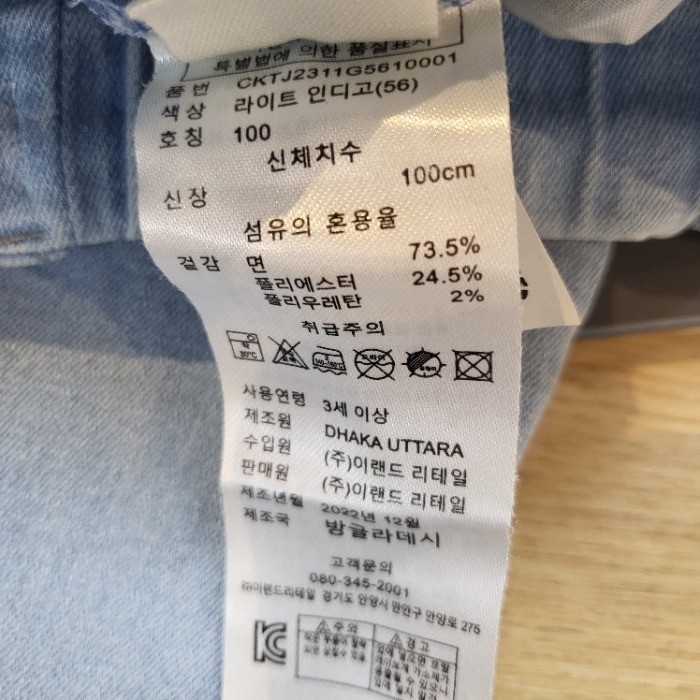 특별법에 의한 품질표시
품 번 CKTJ2311G5610001
색 상 라이트 인디고(56)
호 칭 100
신체치수
신 장 100cm
섬유의 혼용율
겉감 면 73.5%
폴리에스터 24.5%
폴리우레탄 2%
취급주의
사용연령 3세 이상
제조원 DHAKA UTTARA
수입원 (주)이랜드 리테일
판매원 (주)이랜드 리테일
제조년월 2022년 12월
제조국 방글라데시
고객문의
080-345-2001
㈜이랜드리테일 경기도 안양시 만안구 안양로 275
주 의
경 고